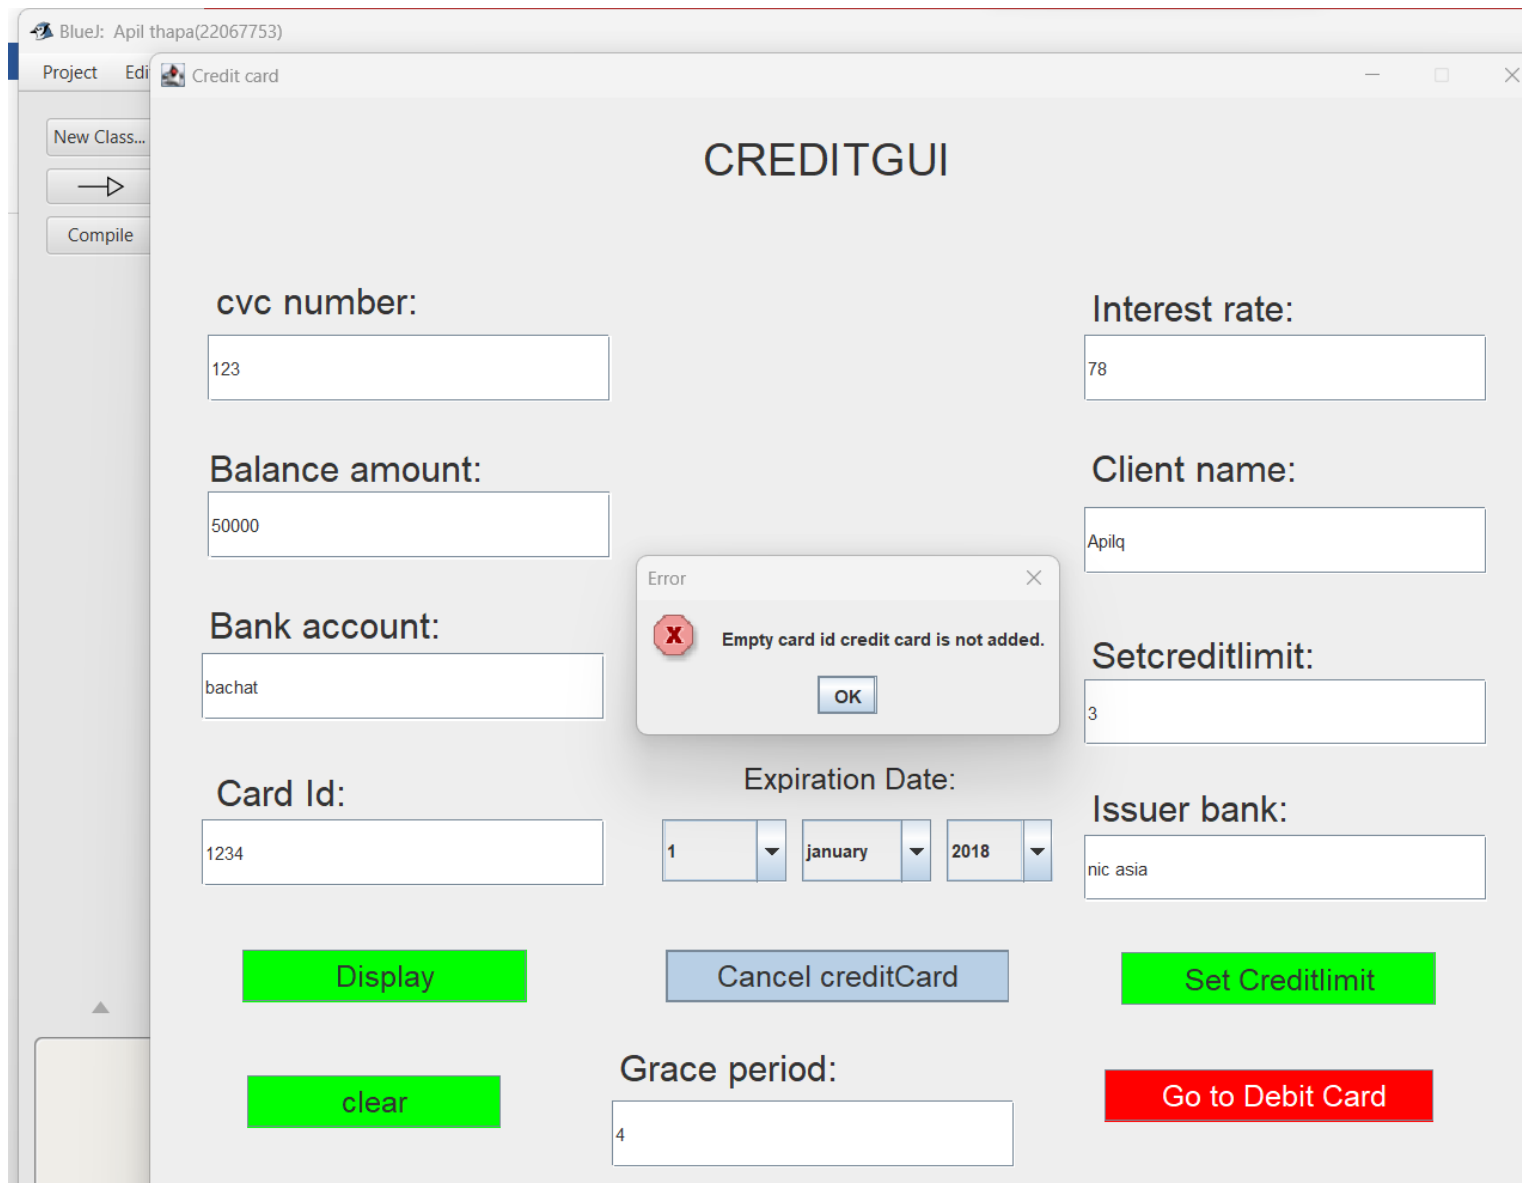 BlueJ: Apil thapa(22067753)
Project Edi
Credit card
New Class...
Compile
CREDITGUI
cvc number:
123
Interest rate:
78
Balance amount:
50000
Client name:
Apilq
Error
Empty card id credit card is not added.
OK
Bank account:
bachat
Setcreditlimit:
3
Card Id:
1234
Expiration Date:
1 january 2018
Issuer bank:
nic asia
Display
Cancel creditCard
Set Creditlimit
clear
Grace period:
4
Go to Debit Card